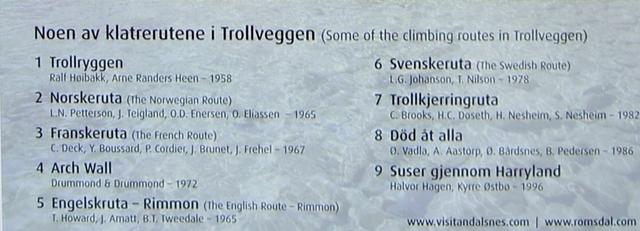 Noen av klatrerutene i Trollveggen (Some of the climbing routes in Trollveggen)
1 Trollryggen
Ralf Høibakk, Arne Randers Heen – 1958
2 Norskeruta (The Norwegian Route)
L.N. Petterson, J. Teigland, O.D. Enersen, O. Eliassen – 1965
3 Franskeruta (The French Route)
C. Deck, Y. Boussard, P. Cordier, J. Brunet, J. Frehel – 1967
4 Arch Wall
Drummond & Drummond – 1972
5 Engelskruta – Rimmon (The English Route – Rimmon)
T. Howard, J. Amatt, B.T. Tweedale – 1965
6 Svenskeruta (The Swedish Route)
L.G. Johanson, T. Nilson – 1978
7 Trollkjerringruta
C. Brooks, H.C. Doseth, H. Nesheim, S. Nesheim – 1982
8 Död åt alla
Ø. Vadla, A. Aastorp, Ø. Bårdsnes, B. Pedersen – 1986
9 Suser gjennom Harryland
Halvor Hagen, Kyrre Østbø – 1996
www.visitandalsnes.com | www.romsdal.com